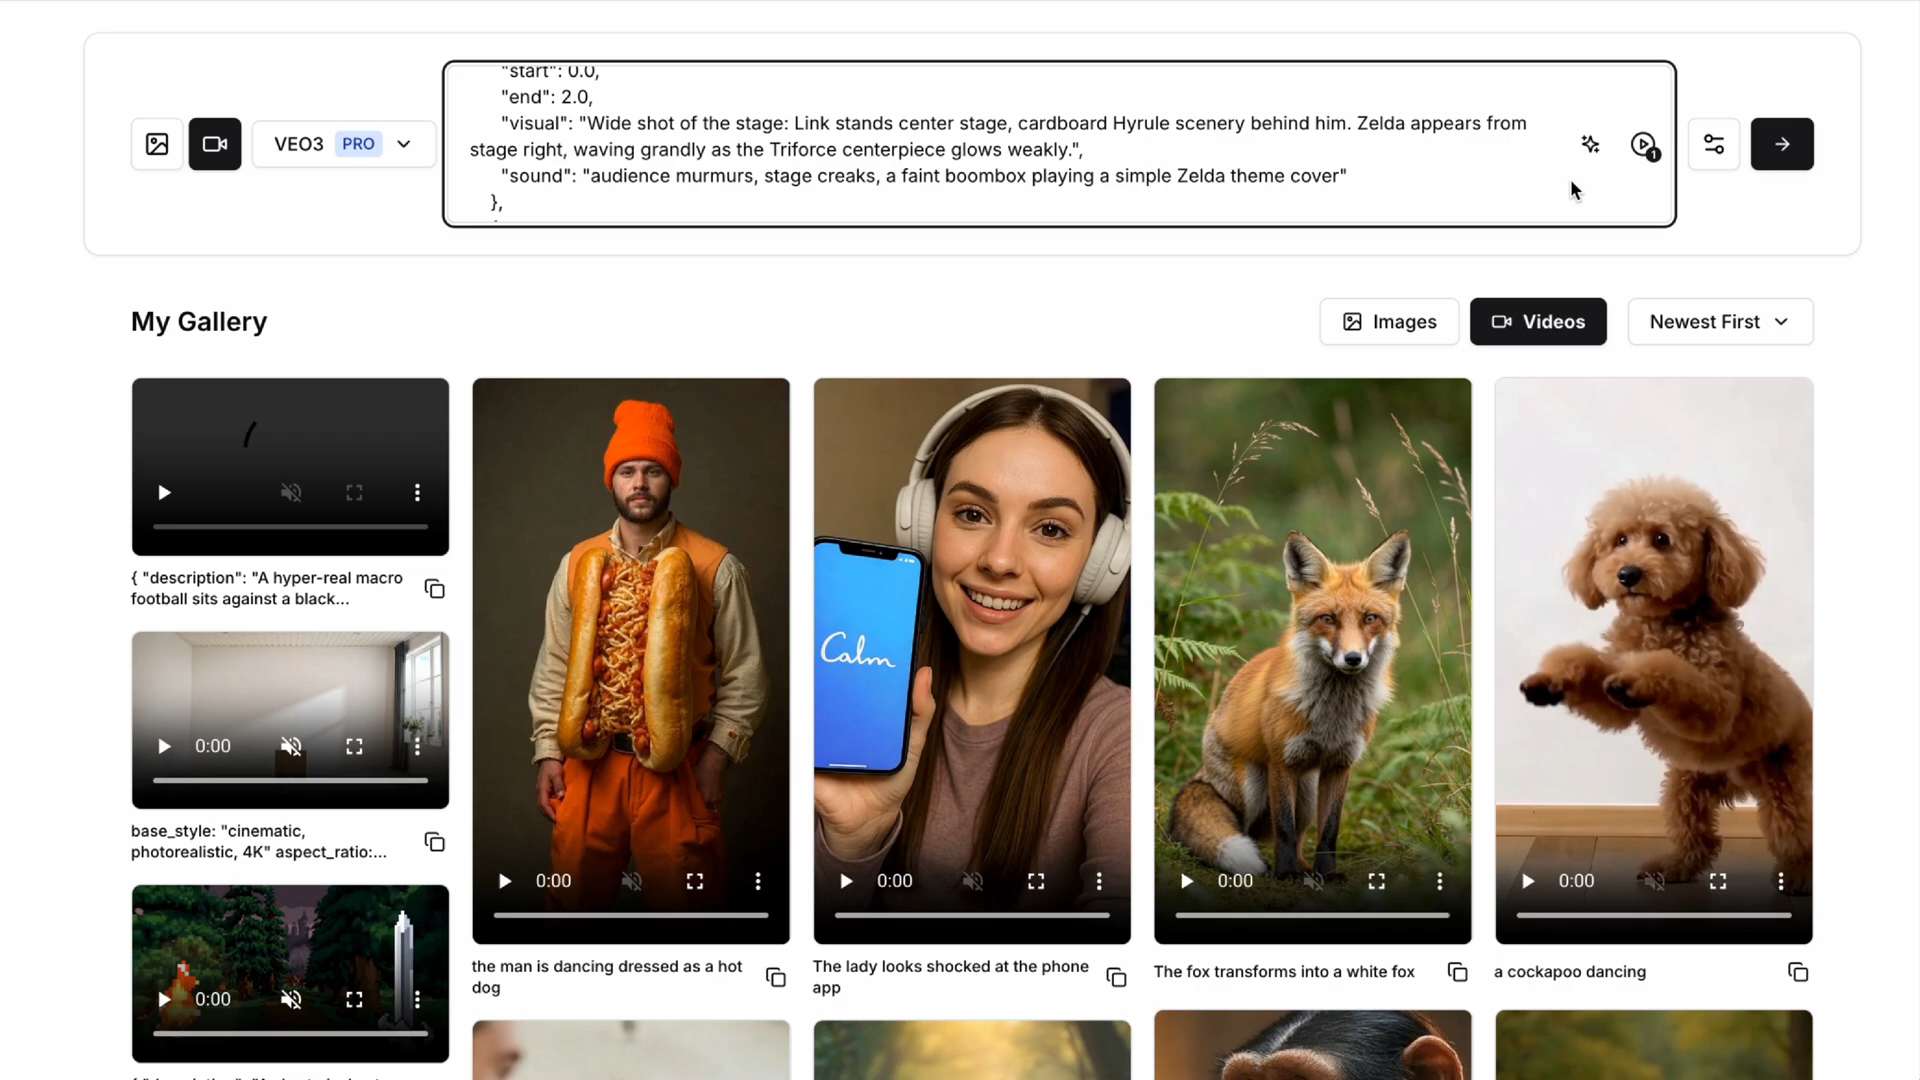 "start": 0.0,
"end": 2.0,
"visual": "Wide shot of the stage: Link stands center stage, cardboard Hyrule scenery behind him. Zelda appears from
stage right, waving grandly as the Triforce centerpiece glows weakly.",
"sound": "audience murmurs, stage creaks, a faint boombox playing a simple Zelda theme cover"
},
VEO3 PRO
1
My Gallery
Images
Videos
Newest First
Calm
{ "description": "A hyper-real macro
football sits against a black...
0:00
base_style: "cinematic,
photorealistic, 4K" aspect_ratio:...
0:00
0:00
the man is dancing dressed as a hot
dog
0:00
The lady looks shocked at the phone
app
0:00
The fox transforms into a white fox
0:00
a cockapoo dancing